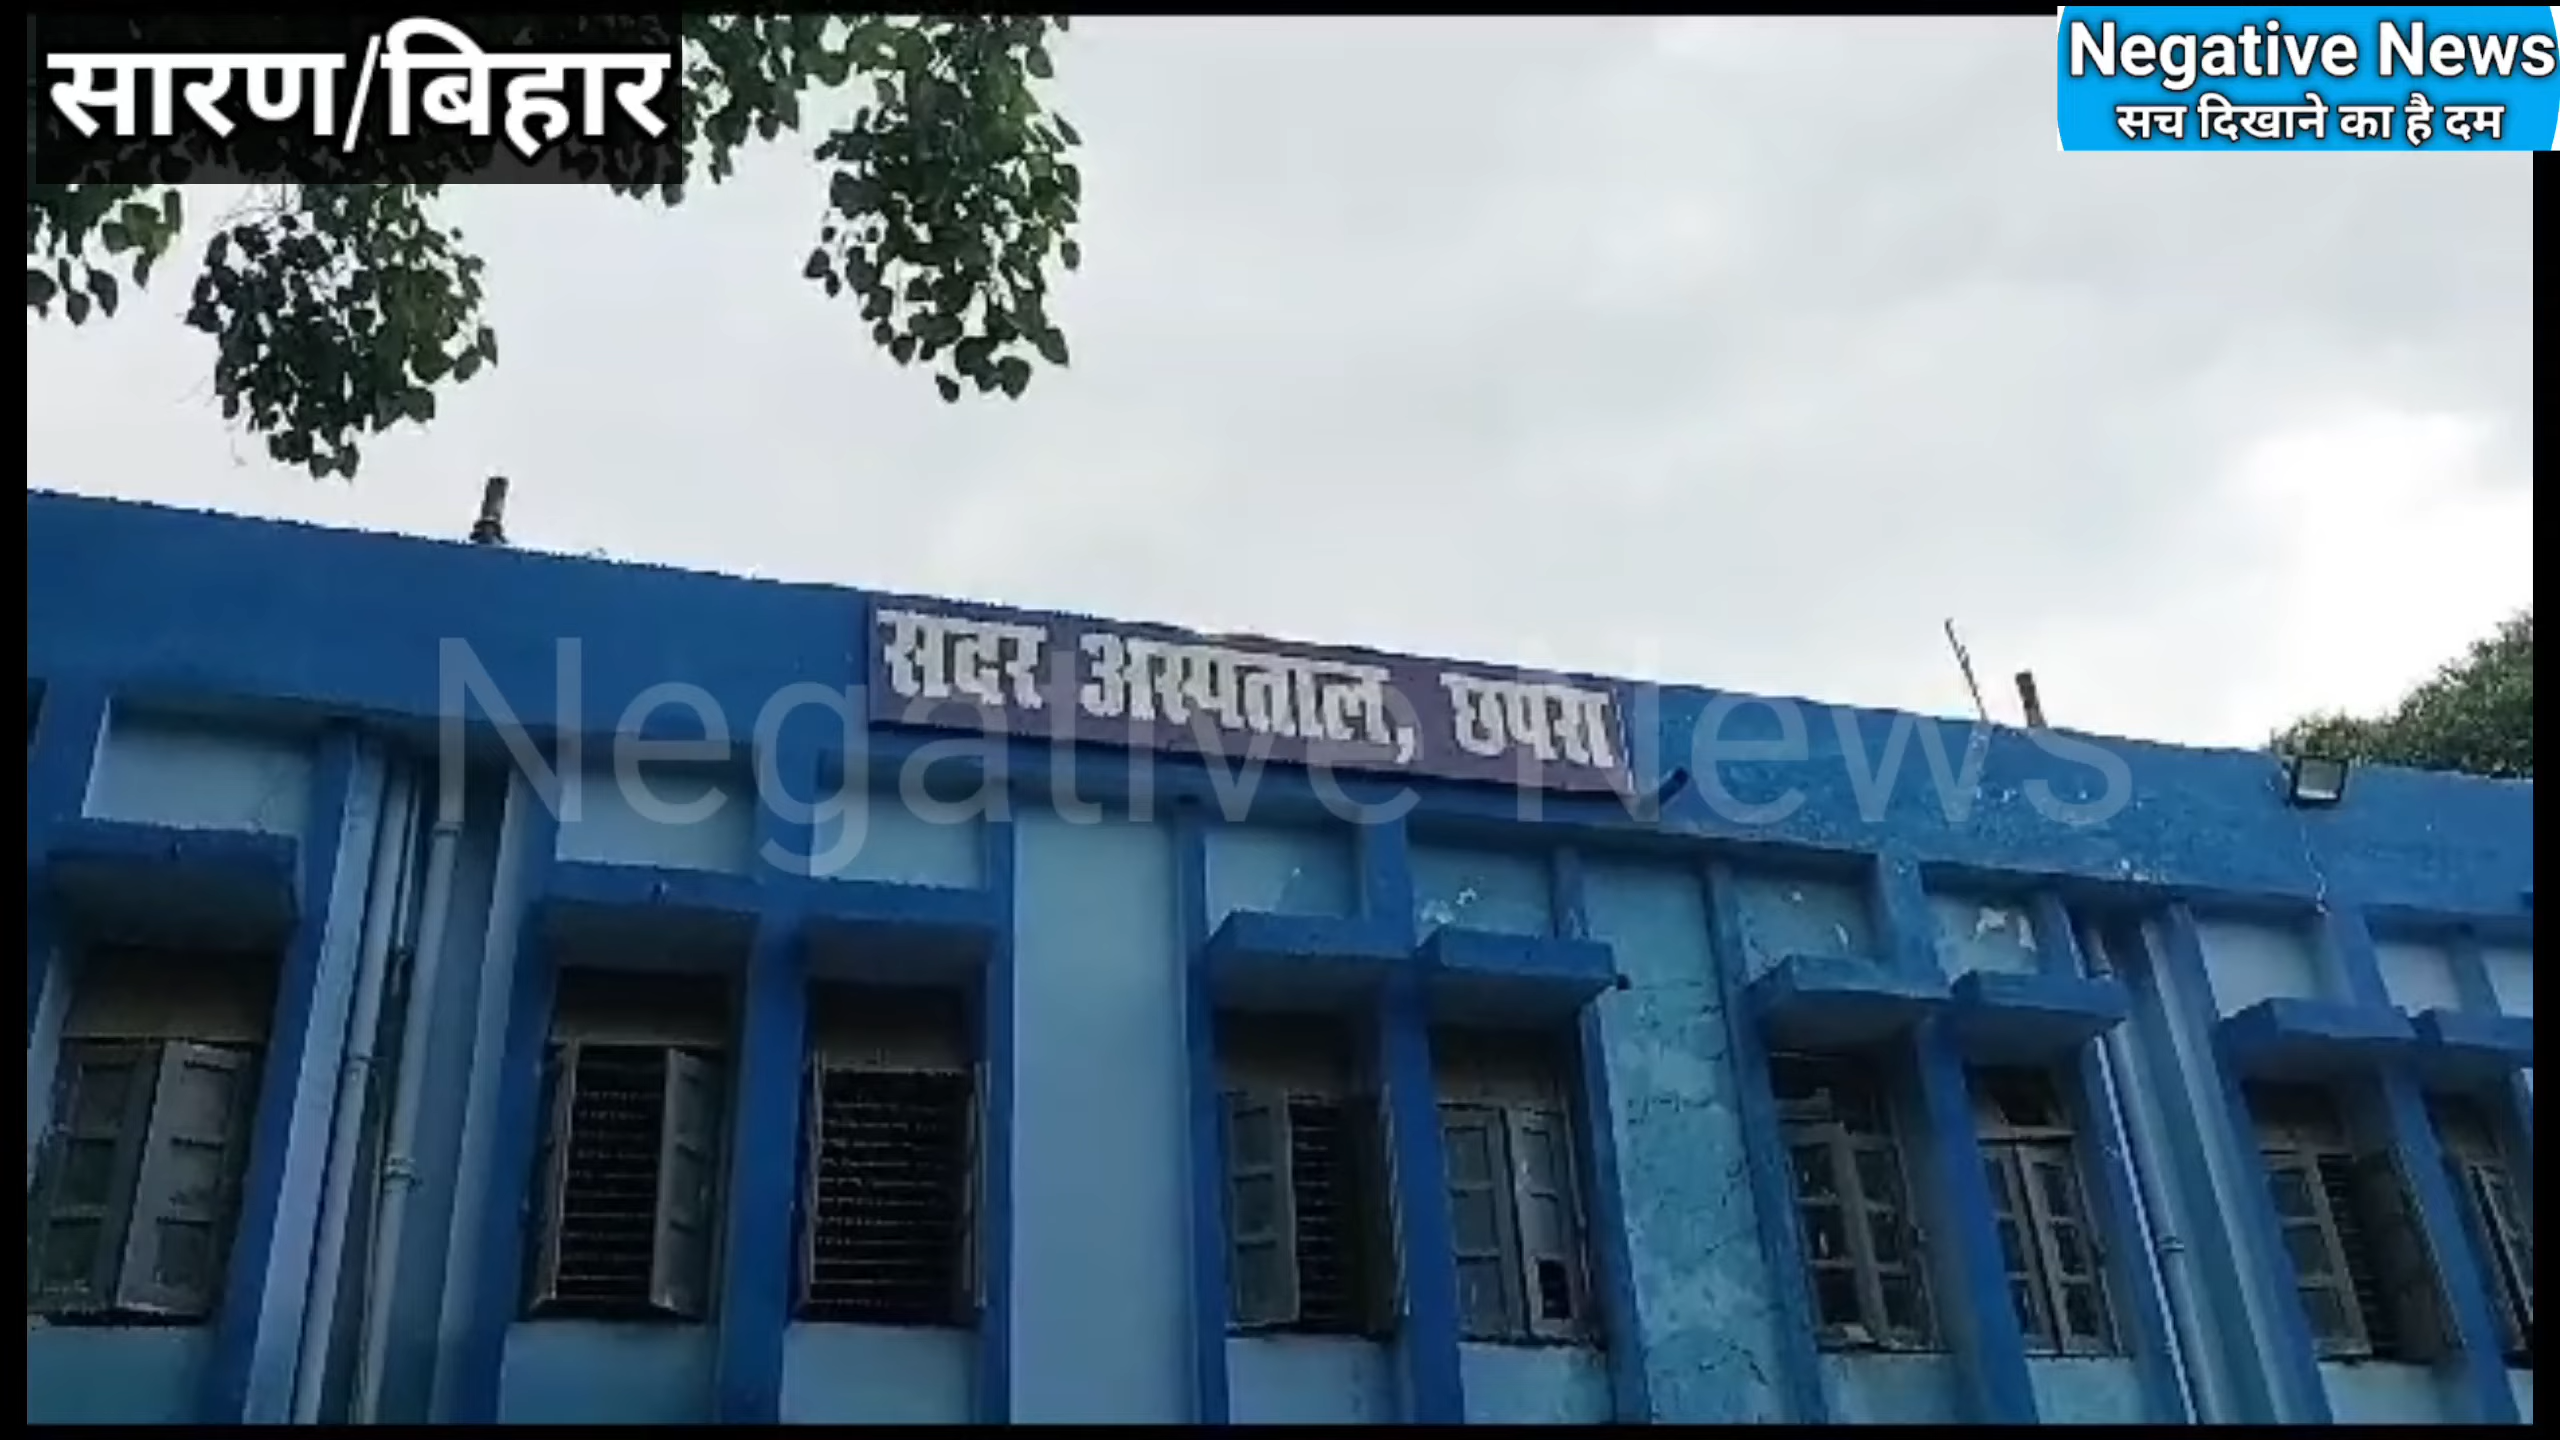 सारण/बिहार
Negative News
सच दिखाने का है दम
सदर अस्पताल, छपरा
Negative News